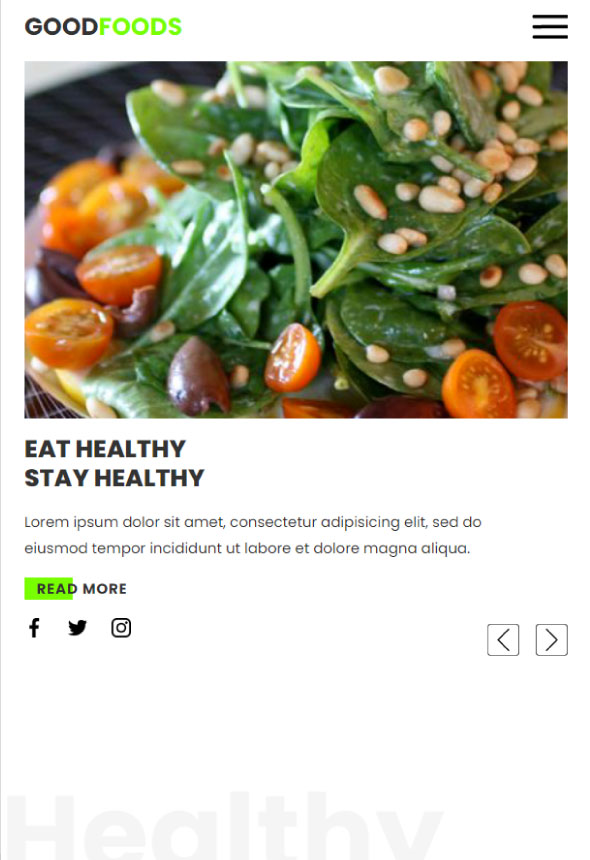 GOODFOODS
EAT HEALTHY
STAY HEALTHY
Lorem ipsum dolor sit amet, consectetur adipisicing elit, sed do
eiusmod tempor incididunt ut labore et dolore magna aliqua.
READ MORE
Healthy